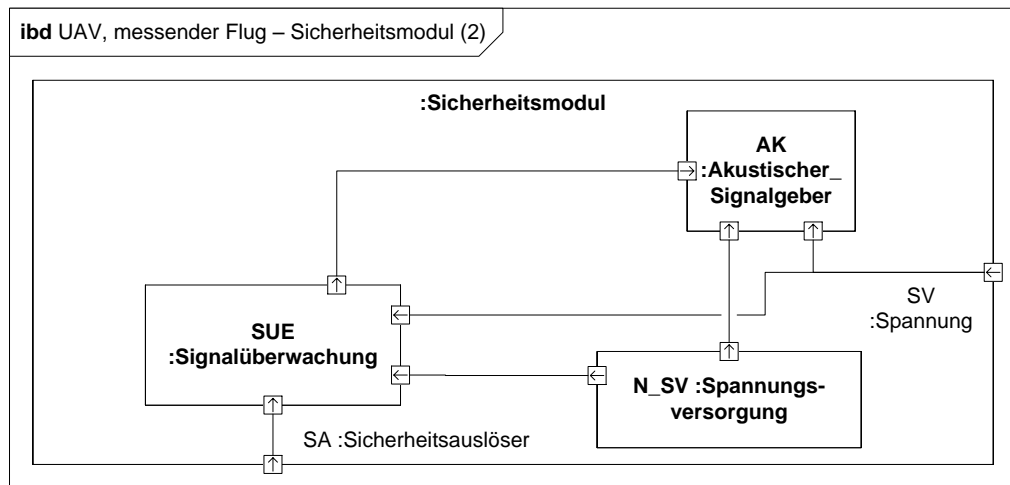 ibd UAV, messender Flug – Sicherheitsmodul (2)
:Sicherheitsmodul
AK
:Akustischer_
Signalgeber
SV
:Spannung
SUE
:Signalüberwachung
N_SV :Spannungs-
versorgung
SA :Sicherheitsauslöser